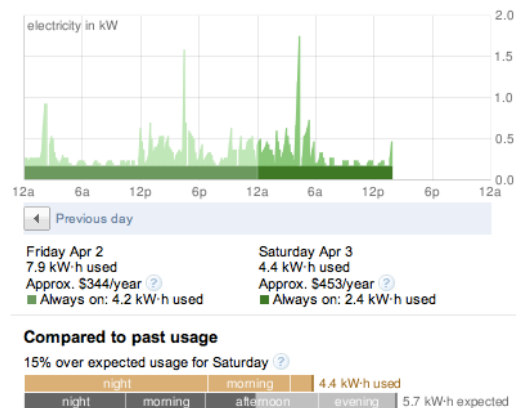 electricity in kW
2.0
1.5
1.0
0.5
0.0
12a 6a 12p 6p 12a 6a 12p 6p 12a
Previous day
Friday Apr 2
7.9 kW·h used
Approx. $344/year ?
Always on: 4.2 kW·h used
Saturday Apr 3
4.4 kW·h used
Approx. $453/year ?
Always on: 2.4 kW·h used
Compared to past usage
15% over expected usage for Saturday ?
night morning 4.4 kW·h used
night morning afternoon evening 5.7 kW·h expected